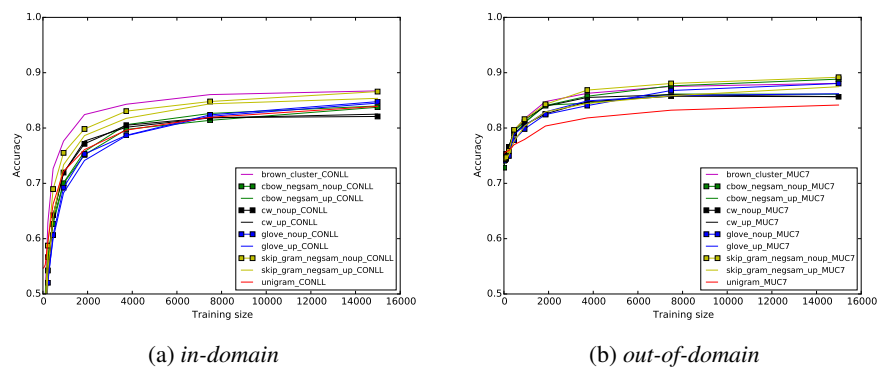 1.0
0.9
0.8
0.7
0.6
0.5
Accuracy
0 2000 4000 6000 8000 10000 12000 14000 16000
Training size
brown_cluster_CONLL
cbow_negsam_noup_CONLL
cbow_negsam_up_CONLL
cw_noup_CONLL
cw_up_CONLL
glove_noup_CONLL
glove_up_CONLL
skip_gram_negsam_noup_CONLL
skip_gram_negsam_up_CONLL
unigram_CONLL
(a) in-domain
1.0
0.9
0.8
0.7
0.6
0.5
Accuracy
0 2000 4000 6000 8000 10000 12000 14000 16000
Training size
brown_cluster_MUC7
cbow_negsam_noup_MUC7
cbow_negsam_up_MUC7
cw_noup_MUC7
cw_up_MUC7
glove_noup_MUC7
glove_up_MUC7
skip_gram_negsam_noup_MUC7
skip_gram_negsam_up_MUC7
unigram_MUC7
(b) out-of-domain